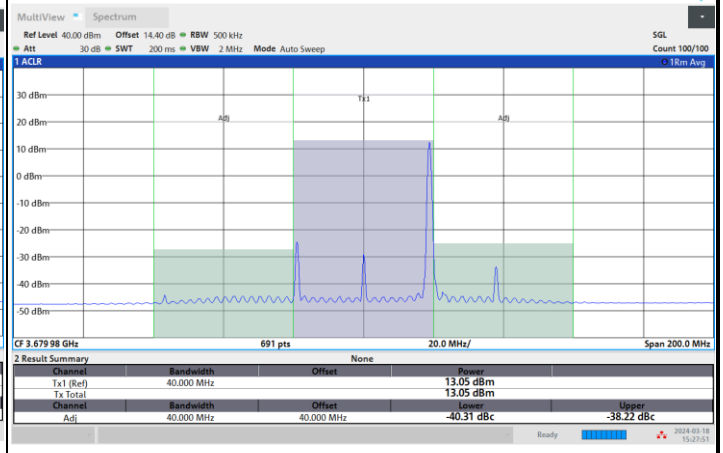 MultiView Spectrum
Ref Level 40.00 dBm Offset 14.40 dB RBW 500 kHz SGL
Att 30 dB SWT 200 ms VBW 2 MHz Mode Auto Sweep Count 100/100
1 ACLR 1Rm Avg
30 dBm
Tx1
20 dBm
Adj Adj
10 dBm
0 dBm
-10 dBm
-20 dBm
-30 dBm
-40 dBm
-50 dBm
CF 3.679 98 GHz 691 pts 20.0 MHz/ Span 200.0 MHz
2 Result Summary None
Channel Bandwidth Offset Power
Tx1 (Ref) 40.000 MHz 13.05 dBm
Tx Total 13.05 dBm
Channel Bandwidth Offset Lower Upper
Adj 40.000 MHz 40.000 MHz -40.31 dBc -38.22 dBc
Ready 2024-03-18
15:27:51